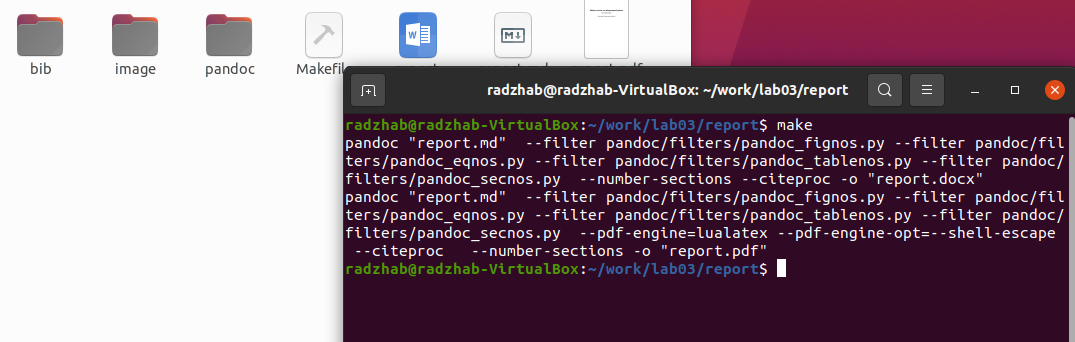 bib
image
pandoc
Makefile
radzhab@radzhab-VirtualBox: ~/work/lab03/report
radzhab@radzhab-VirtualBox:~/work/lab03/report$ make
pandoc "report.md"  --filter pandoc/filters/pandoc_fignos.py --filter pandoc/fil
ters/pandoc_eqnos.py --filter pandoc/filters/pandoc_tablenos.py --filter pandoc/
filters/pandoc_secnos.py  --number-sections --citeproc -o "report.docx"
pandoc "report.md"  --filter pandoc/filters/pandoc_fignos.py --filter pandoc/fil
ters/pandoc_eqnos.py --filter pandoc/filters/pandoc_tablenos.py --filter pandoc/
filters/pandoc_secnos.py  --pdf-engine=lualatex --pdf-engine-opt=--shell-escape
 --citeproc   --number-sections -o "report.pdf"
radzhab@radzhab-VirtualBox:~/work/lab03/report$